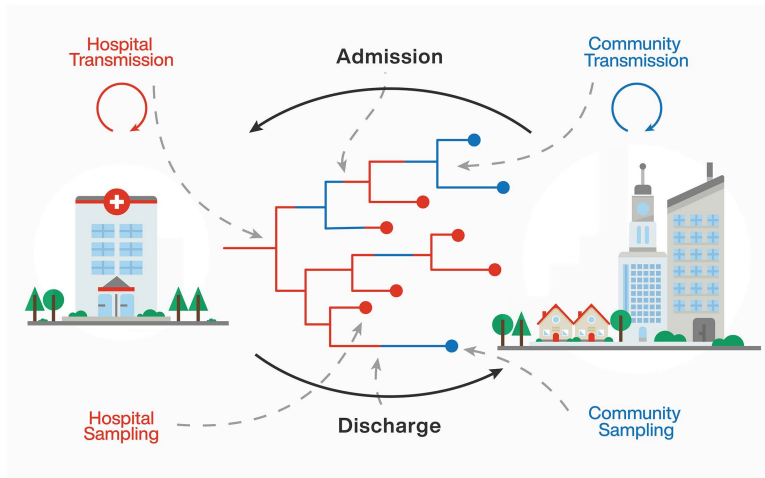 Hospital
Transmission
Admission
Community
Transmission
Hospital
Sampling
Discharge
Community
Sampling